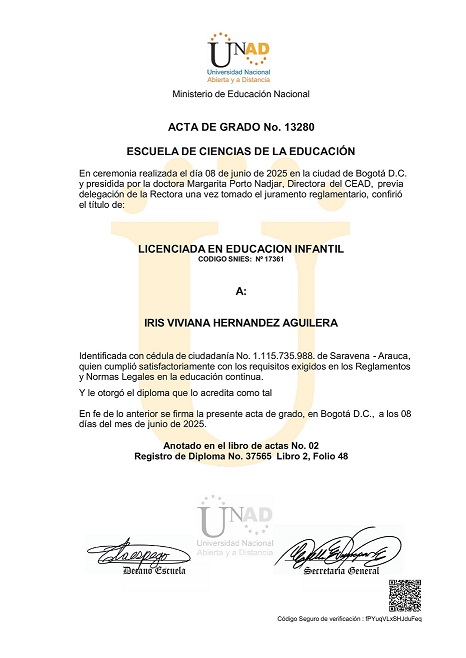 UNAD
Universidad Nacional
Abierta y a Distancia
Ministerio de Educación Nacional
ACTA DE GRADO No. 13280
ESCUELA DE CIENCIAS DE LA EDUCACIÓN
En ceremonia realizada el día 08 de junio de 2025 en la ciudad de Bogotá D.C.
y presidida por la doctora Margarita Porto Nadjar, Directora del CEAD, previa
delegación de la Rectora una vez tomado el juramento reglamentario, confirió
el título de:
LICENCIADA EN EDUCACION INFANTIL
CODIGO SNIES: Nº 17361
A:
IRIS VIVIANA HERNANDEZ AGUILERA
Identificada con cédula de ciudadanía No. 1.115.735.988. de Saravena - Arauca,
quien cumplió satisfactoriamente con los requisitos exigidos en los Reglamentos
y Normas Legales en la educación continua.
Y le otorgó el diploma que lo acredita como tal
En fe de lo anterior se firma la presente acta de grado, en Bogotá D.C., a los 08
días del mes de junio de 2025.
Anotado en el libro de actas No. 02
Registro de Diploma No. 37565 Libro 2, Folio 48
UNAD
Universidad Nacional
Abierta y a Distancia
Decano Escuela
Secretaria General
Código Seguro de verificación : fPYuqVLxSHJduFeq